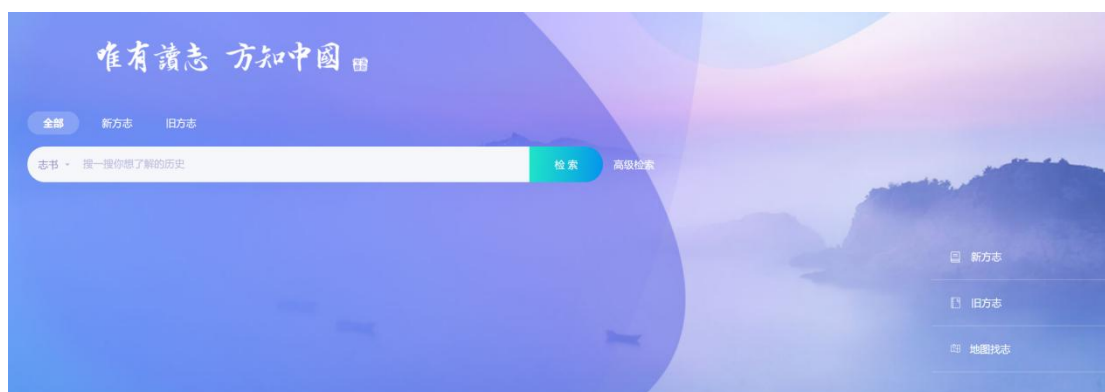 唯有讀志 方知中國
全部 新方志 旧方志
志书 搜一搜你想了解的历史 检索 高级检索
新方志
旧方志
地图找志